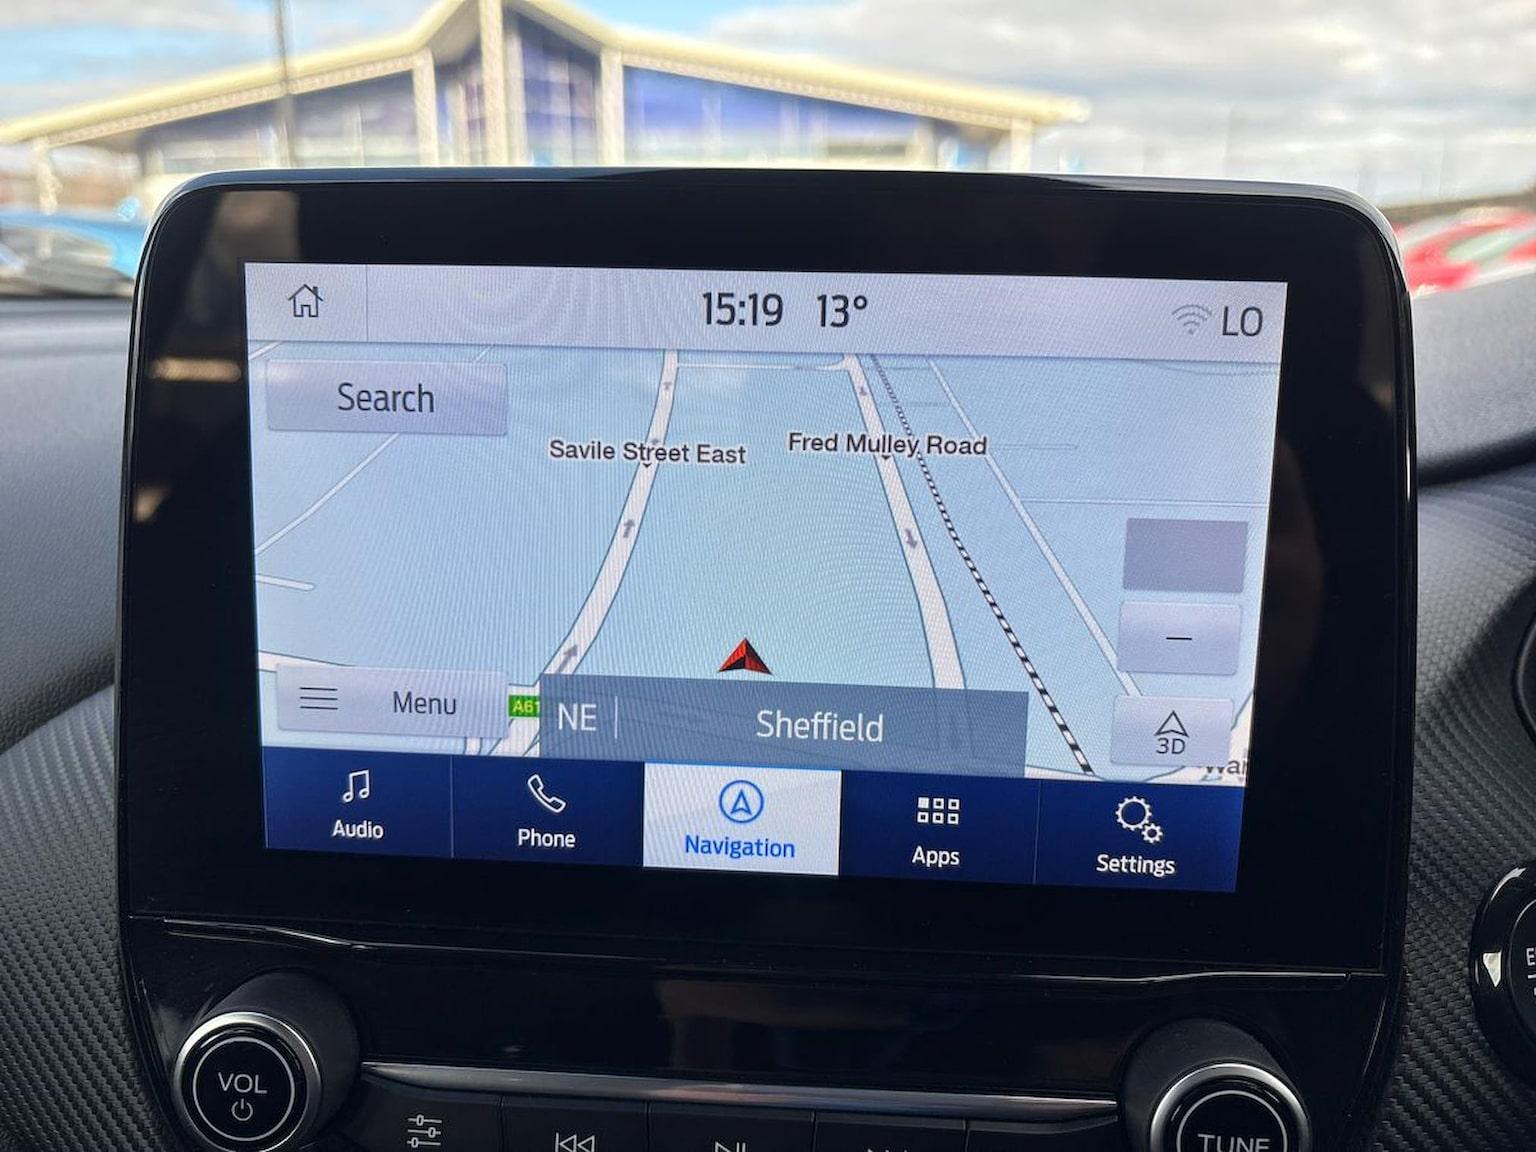 15:19 13° LO
Search
Savile Street East
Fred Mulley Road
3D
Menu
A61
NE
Sheffield
Audio
Phone
Navigation
Apps
Settings
VOL
TUNE